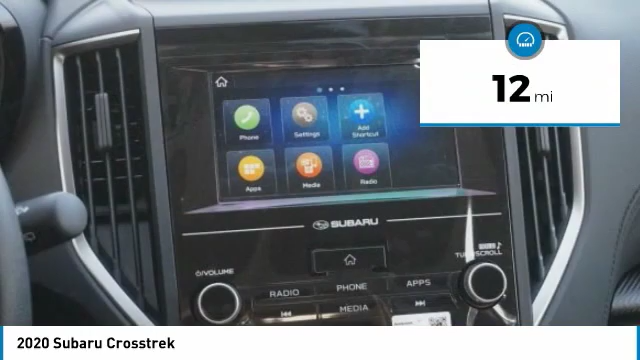 12 mi
Phone
Settings
Add Shortcut
Apps
Media
Radio
SUBARU
/VOLUME
TUNE/SCROLL
RADIO
PHONE
APPS
MEDIA
2020 Subaru Crosstrek